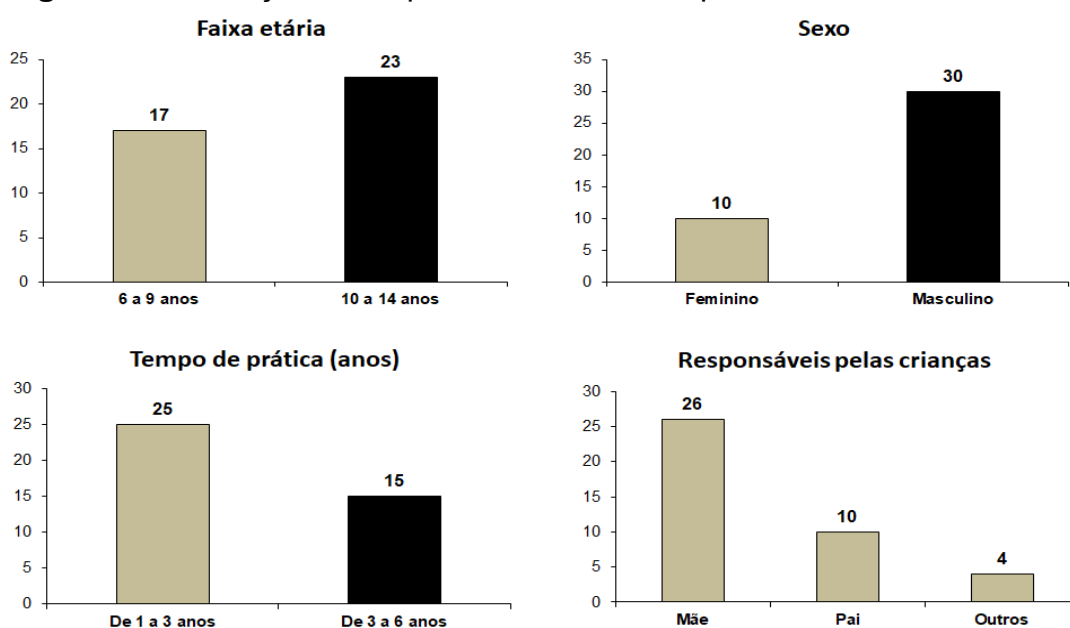 Faixa etária
25
20
15
10
5
0
17
23
6 a 9 anos
10 a 14 anos
Sexo
35
30
25
20
15
10
5
0
10
30
Feminino
Masculino
Tempo de prática (anos)
30
25
20
15
10
5
0
25
15
De 1 a 3 anos
De 3 a 6 anos
Responsáveis pelas crianças
30
25
20
15
10
5
0
26
10
4
Mãe
Pai
Outros